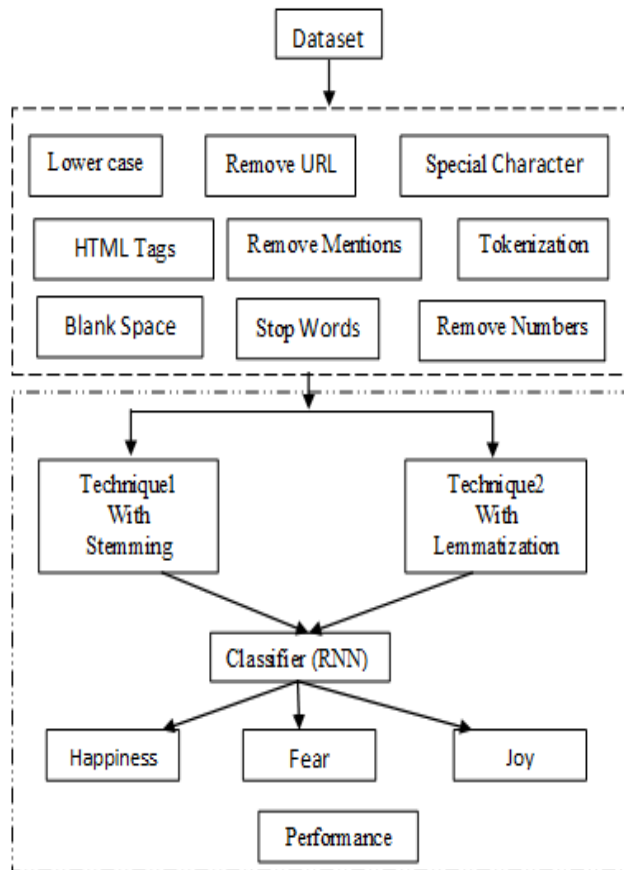 Dataset
Lower case
Remove URL
Special Character
HTML Tags
Remove Mentions
Tokenization
Blank Space
Stop Words
Remove Numbers
Technique1
With
Stemming
Technique2
With
Lemmatization
Classifier (RNN)
Happiness
Fear
Joy
Performance